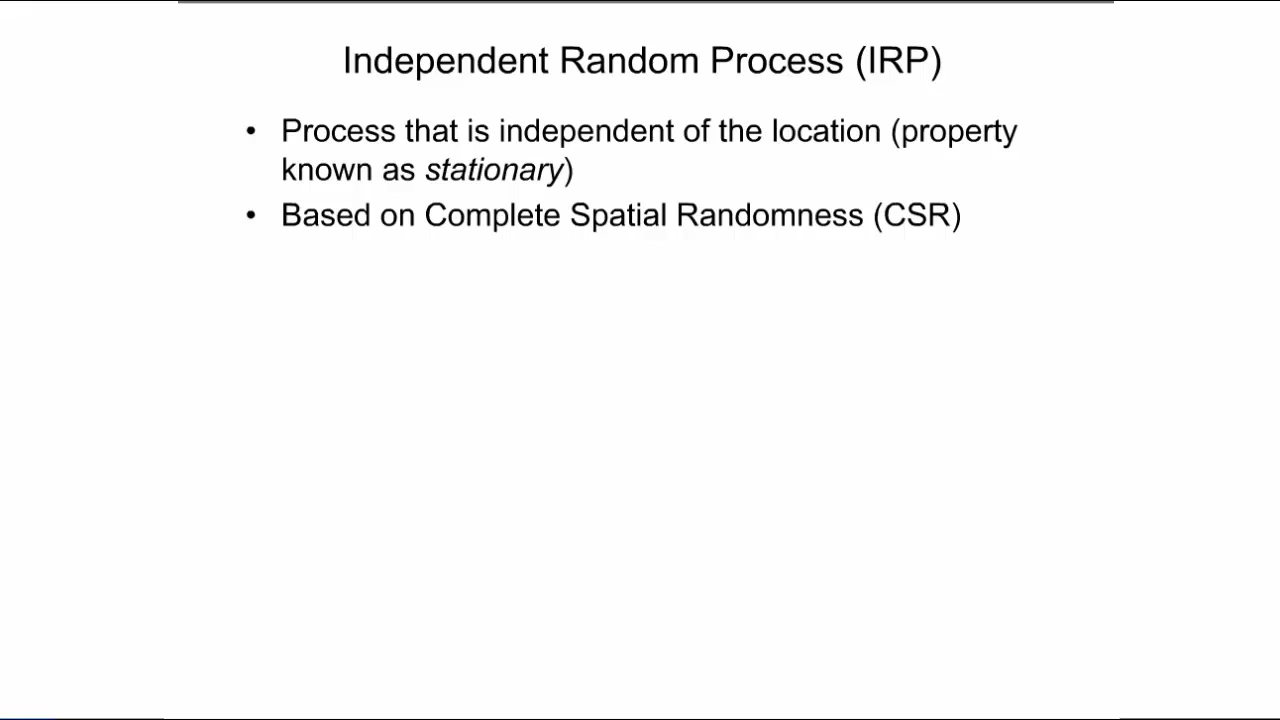 Independent Random Process (IRP)
• Process that is independent of the location (property
known as stationary)
• Based on Complete Spatial Randomness (CSR)